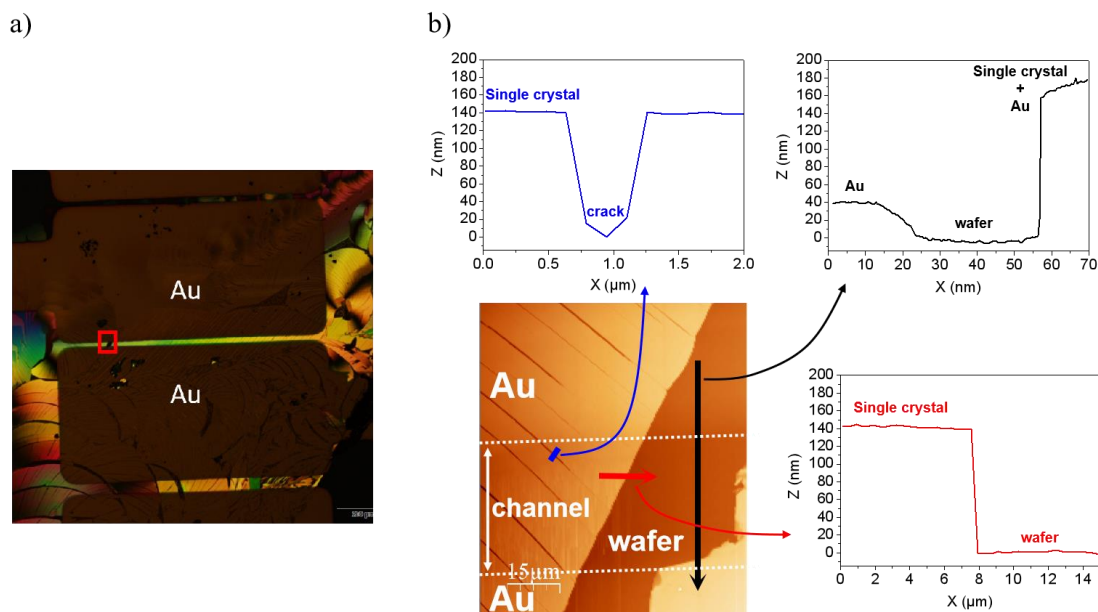 a)
b)
Au
Au
200
180
160
140
120
100
80
60
40
20
0
Z (nm)
Single crystal
crack
0.0
0.5
1.0
1.5
2.0
X (µm)
200
180
160
140
120
100
80
60
40
20
0
Z (nm)
Single crystal
+
Au
Au
wafer
0
10
20
30
40
50
60
70
X (nm)
Au
channel
wafer
15µm
Au
200
180
160
140
120
100
80
60
40
20
0
Z (nm)
Single crystal
wafer
0
2
4
6
8
10
12
14
X (µm)